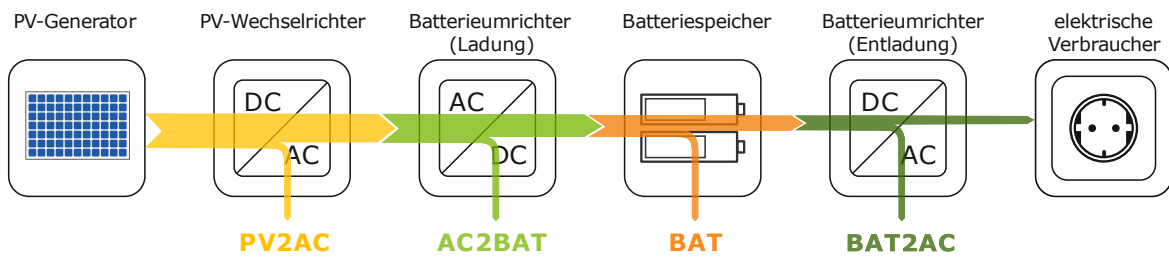 PV-Generator
PV-Wechselrichter
Batterieumrichter
(Ladung)
Batteriespeicher
Batterieumrichter
(Entladung)
elektrische
Verbraucher
DC
AC
AC
DC
DC
AC
PV2AC
AC2BAT
BAT
BAT2AC